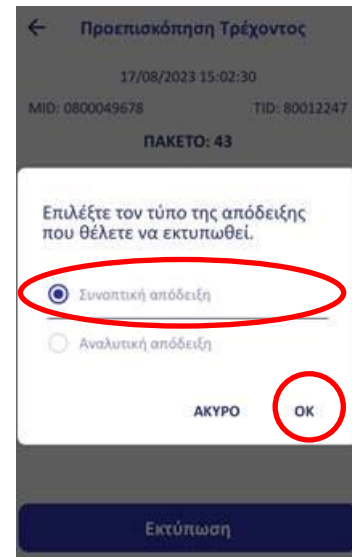 Προεπισκόπηση Τρέχοντος
17/08/2023 15:02:30
MID: 0800049678 TID: 80012247
ΠΑΚΕΤΟ: 43
Επιλέξτε τον τύπο της απόδειξης
που θέλετε να εκτυπωθεί.
Συνοπτική απόδειξη
Αναλυτική απόδειξη
ΑΚΥΡΟ OK
Εκτύπωση